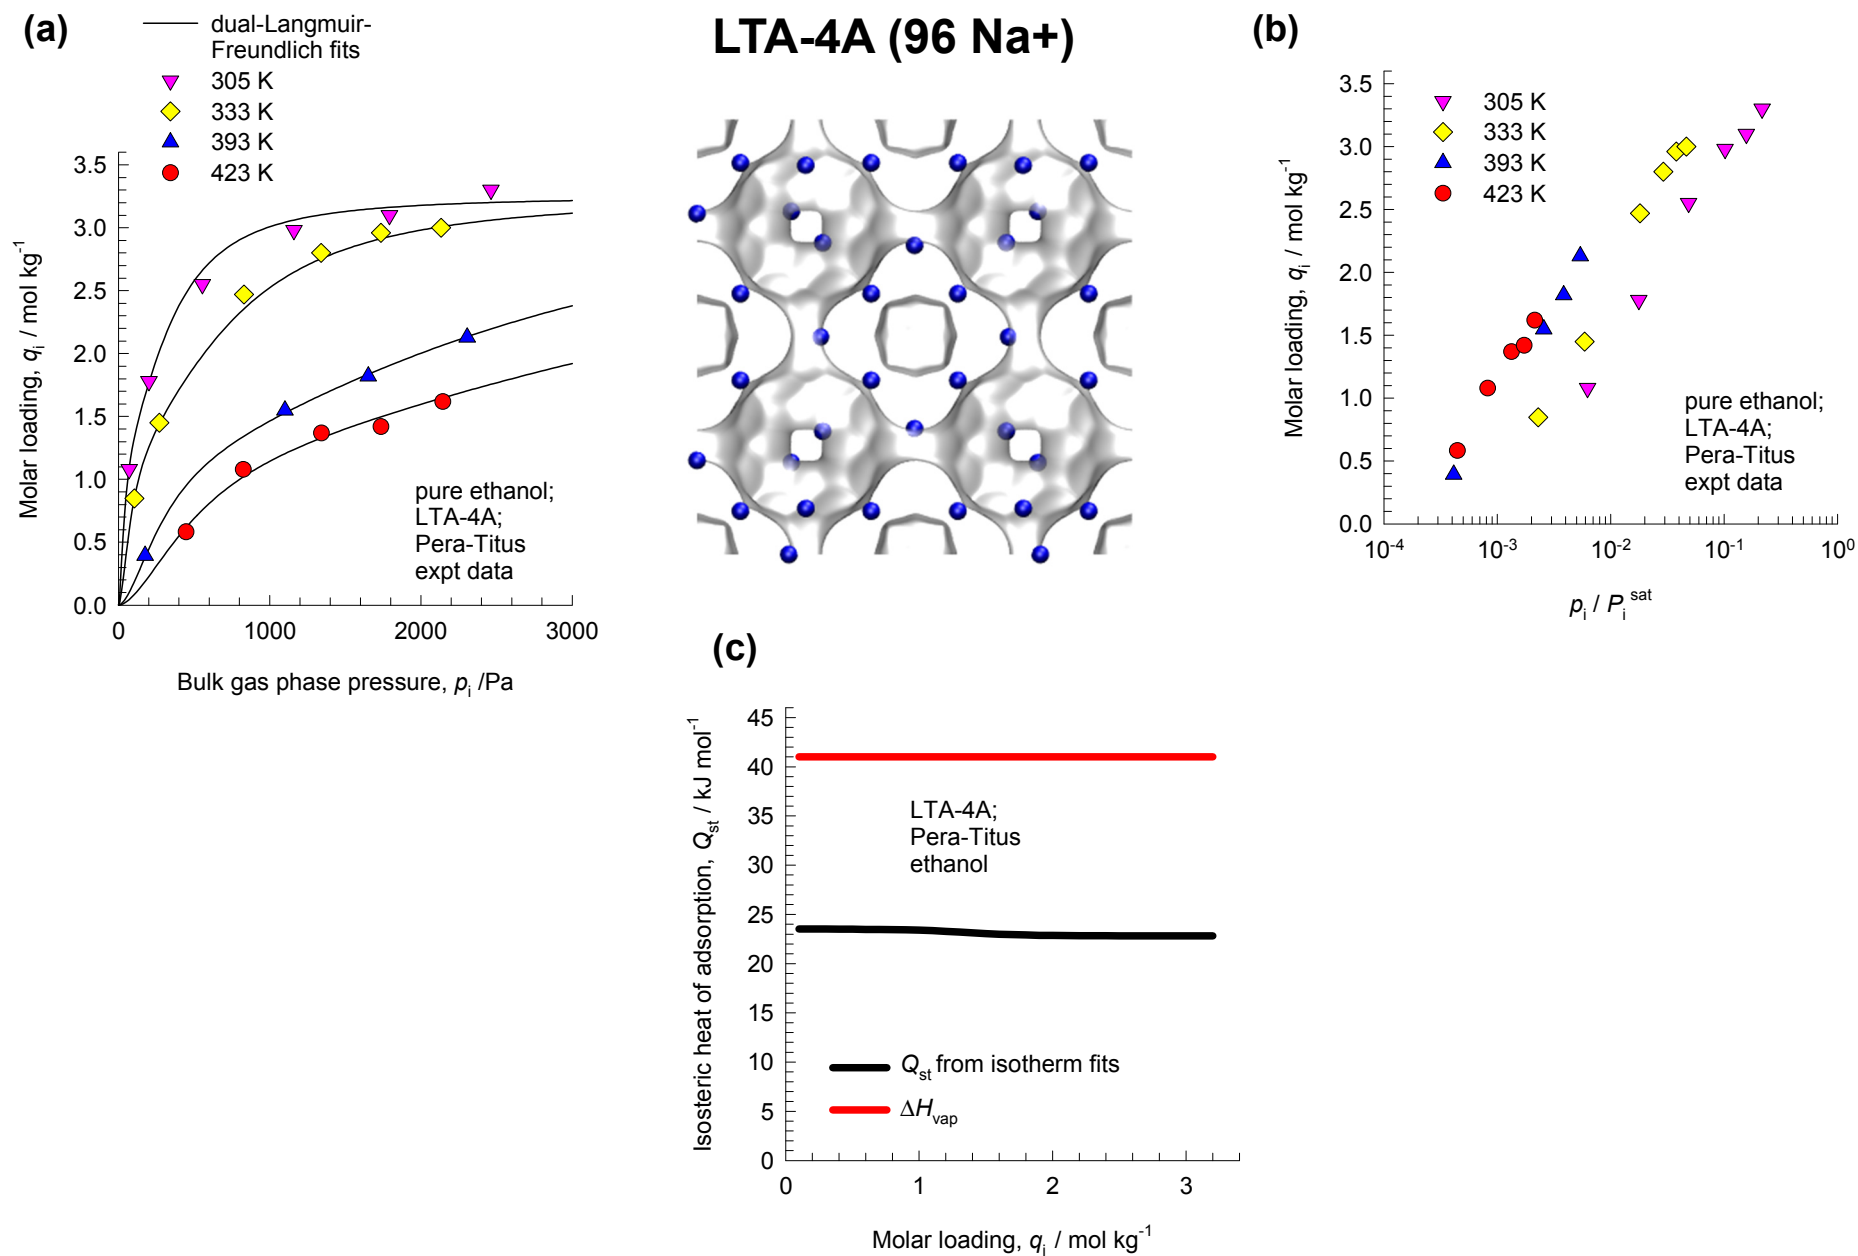 (a)
dual-Langmuir-
Freundlich fits
305 K
333 K
393 K
423 K
3.5
3.0
2.5
2.0
1.5
1.0
0.5
0.0
0
1000
2000
3000
Molar loading, qi / mol kg-1
Bulk gas phase pressure, pi /Pa
pure ethanol;
LTA-4A;
Pera-Titus
expt data
LTA-4A (96 Na+)
(b)
305 K
333 K
393 K
423 K
3.5
3.0
2.5
2.0
1.5
1.0
0.5
0.0
10-4
10-3
10-2
10-1
100
Molar loading, qi / mol kg-1
pi / Pi sat
pure ethanol;
LTA-4A;
Pera-Titus
expt data
(c)
45
40
35
30
25
20
15
10
5
0
0
1
2
3
Isosteric heat of adsorption, Qst / kJ mol-1
Molar loading, qi / mol kg-1
LTA-4A;
Pera-Titus
ethanol
Qst from isotherm fits
ΔHvap